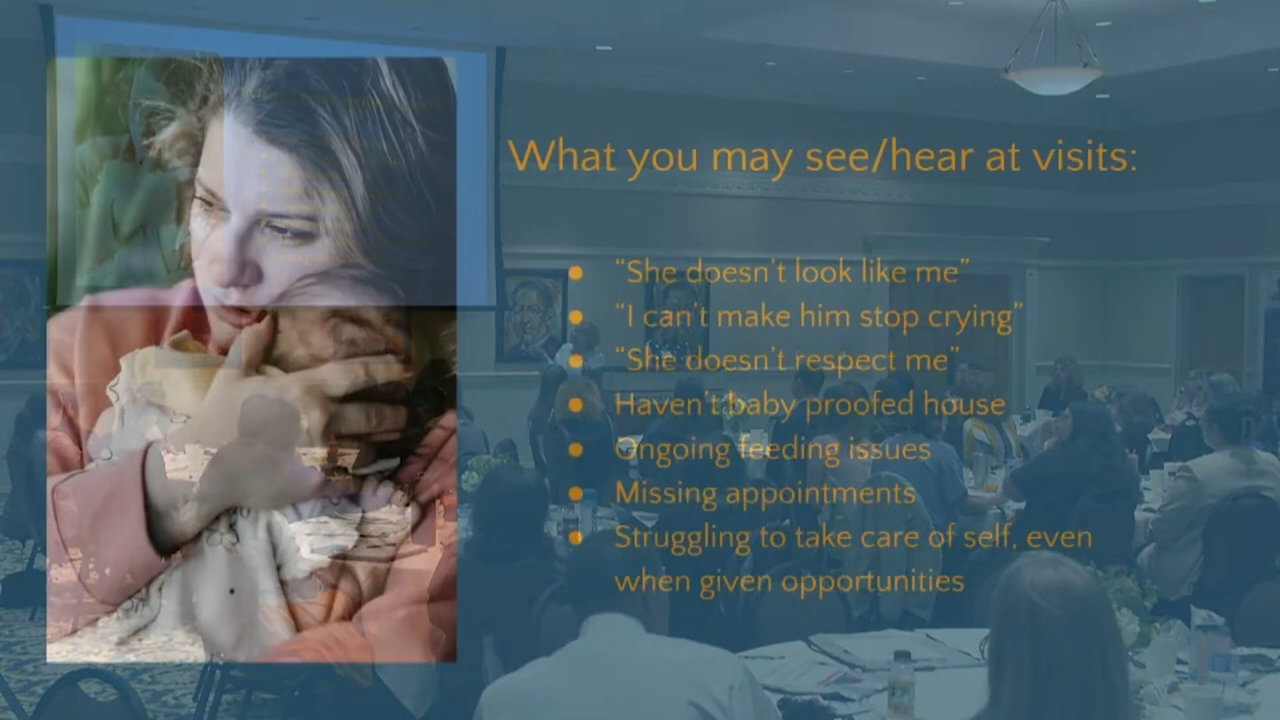 What you may see/hear at visits:
“She doesn’t look like me”
“I can’t make him stop crying”
“She doesn’t respect me”
Haven’t baby proofed house
Ongoing feeding issues
Missing appointments
Struggling to take care of self, even
when given opportunities